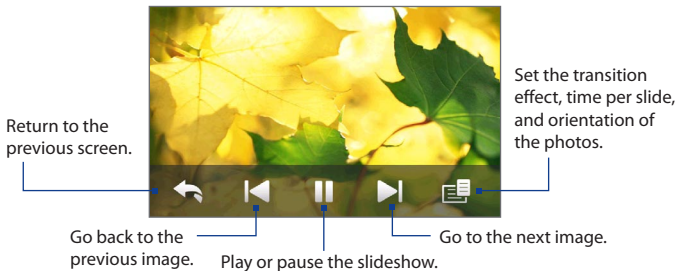 Set the transition
effect, time per slide,
and orientation of
the photos.
Return to the
previous screen.
Go back to the
previous image.
Play or pause the slideshow.
Go to the next image.